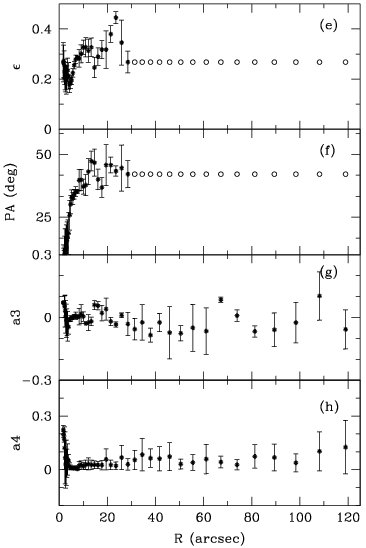 0.4
(e)
ε
0.2
0
50
(f)
PA (deg)
25
0.3
(g)
a3
0
−0.3
(h)
0.3
a4
0
0 20 40 60 80 100 120
R (arcsec)